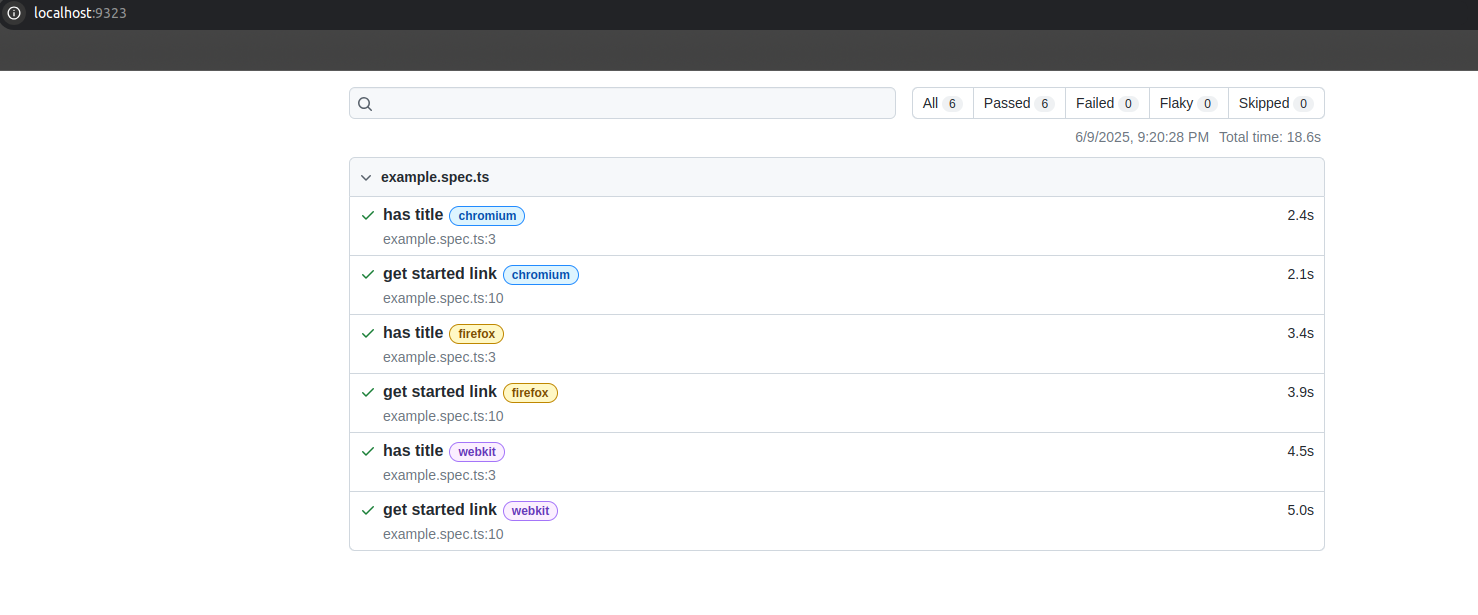 localhost:9323
All 6 Passed 6 Failed 0 Flaky 0 Skipped 0
6/9/2025, 9:20:28 PM Total time: 18.6s
example.spec.ts
has title chromium 2.4s
example.spec.ts:3
get started link chromium 2.1s
example.spec.ts:10
has title firefox 3.4s
example.spec.ts:3
get started link firefox 3.9s
example.spec.ts:10
has title webkit 4.5s
example.spec.ts:3
get started link webkit 5.0s
example.spec.ts:10